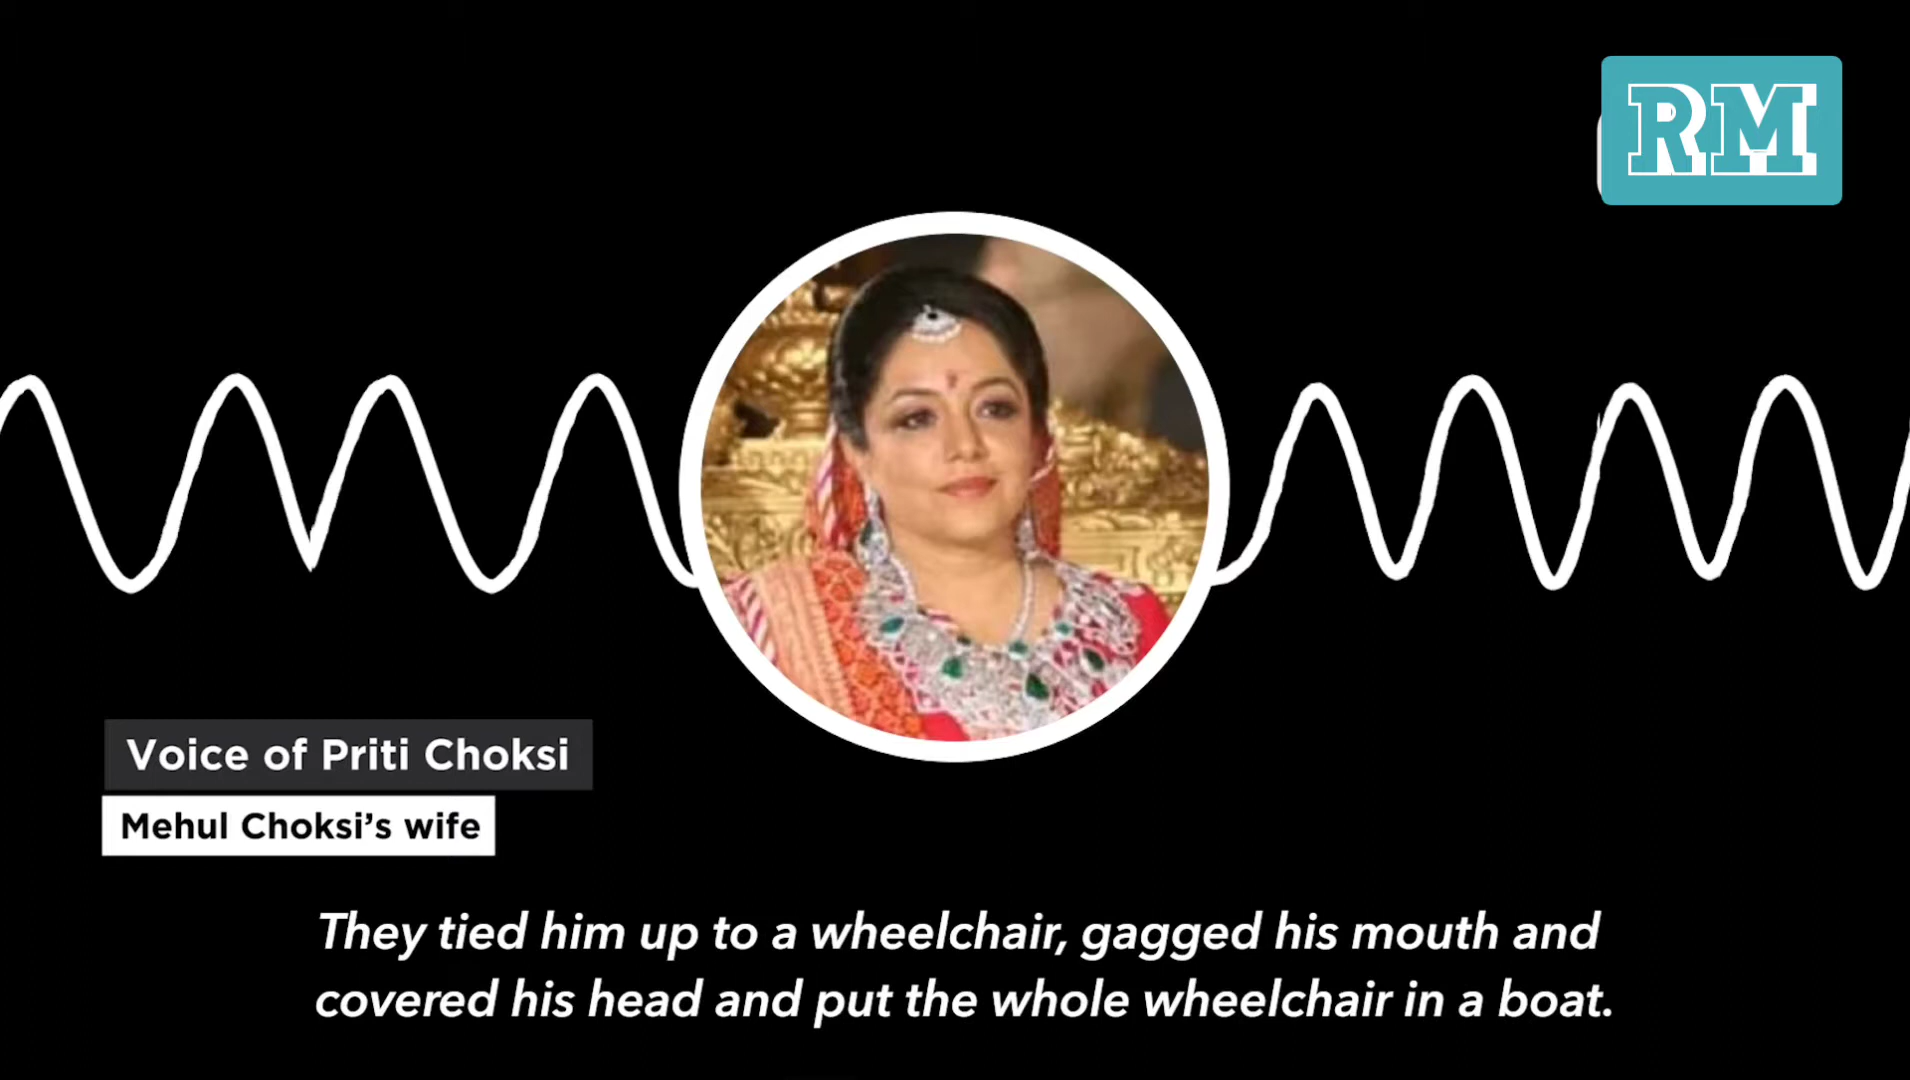 RM
Voice of Priti Choksi
Mehul Choksi’s wife
They tied him up to a wheelchair, gagged his mouth and
covered his head and put the whole wheelchair in a boat.